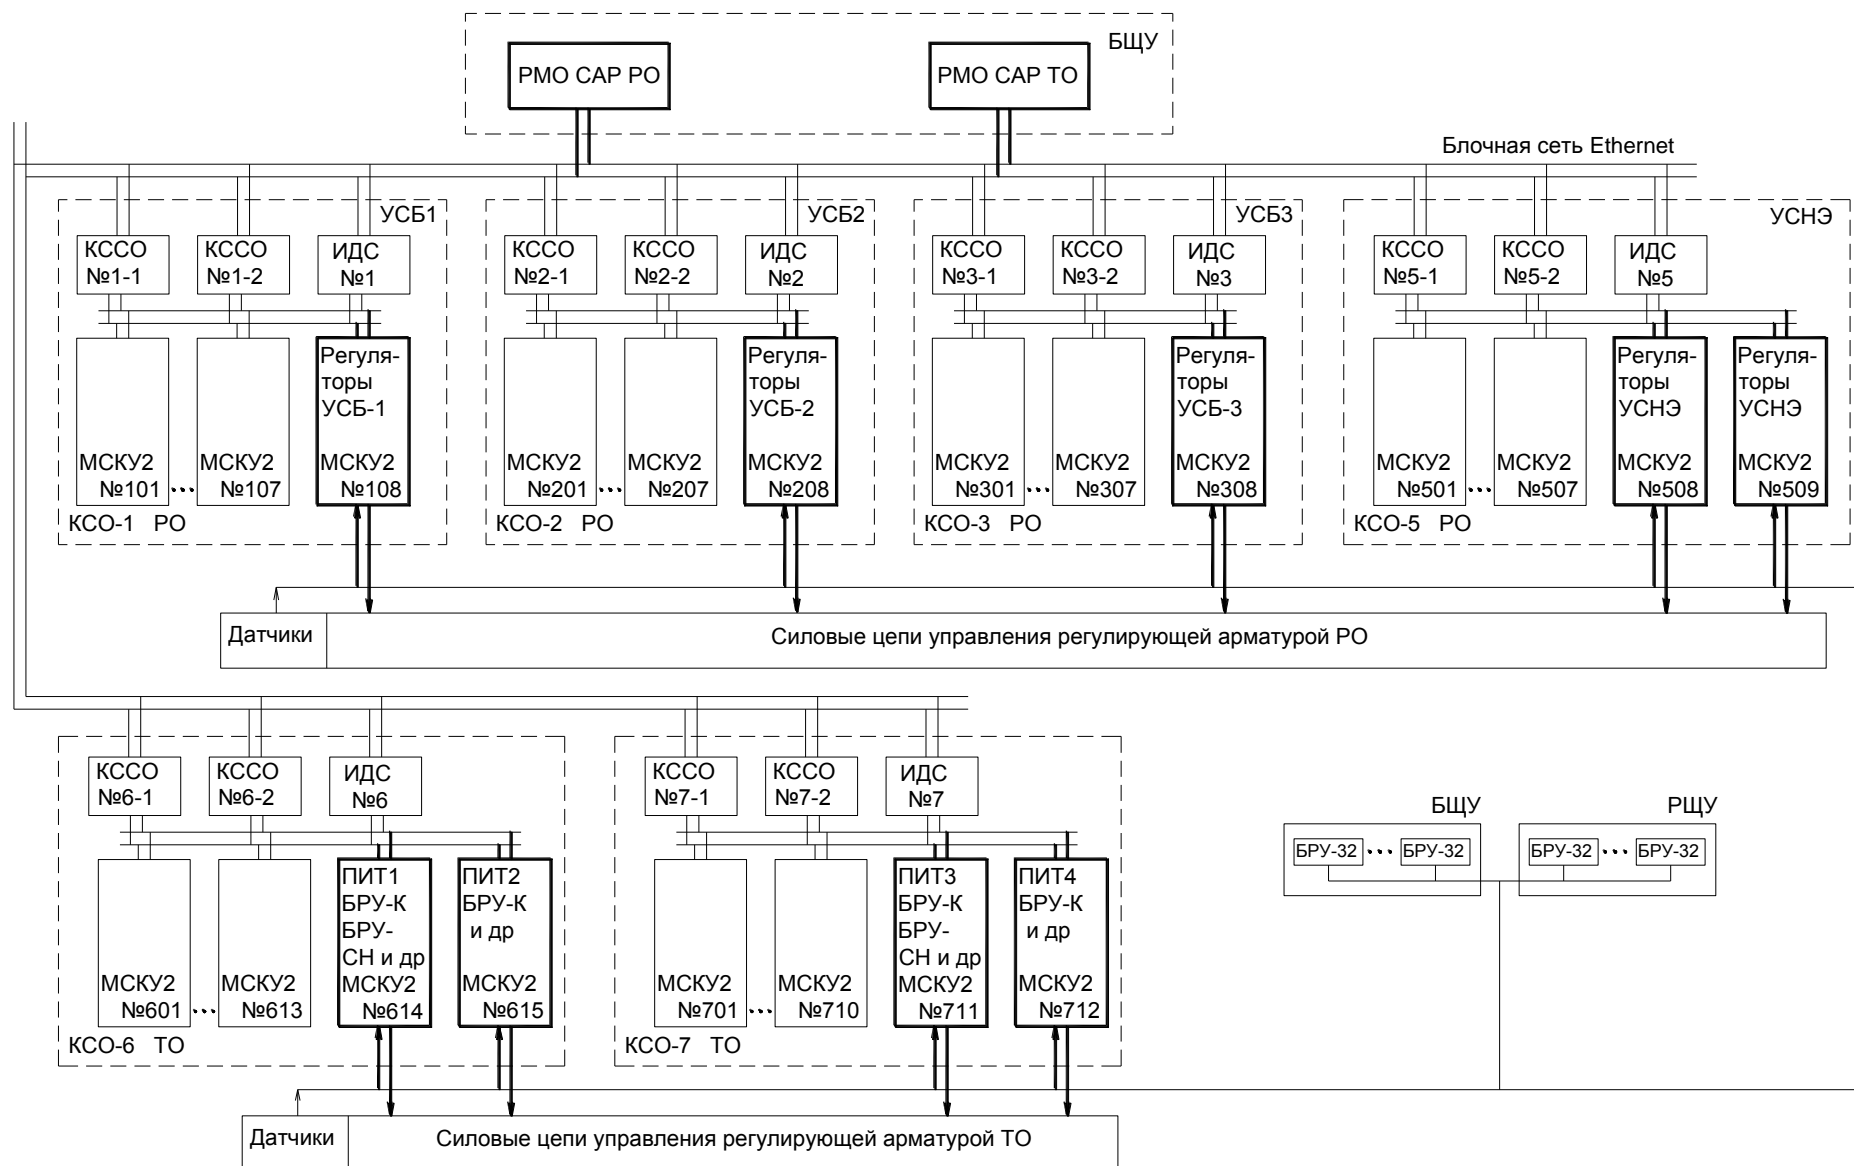 БЩУ
РМО САР РО
РМО САР ТО
Блочная сеть Ethernet
УСБ1
КССО
№1-1
КССО
№1-2
ИДС
№1
Регуля-
торы
УСБ-1
МСКУ2
№101
...
МСКУ2
№107
МСКУ2
№108
КСО-1 РО
УСБ2
КССО
№2-1
КССО
№2-2
ИДС
№2
Регуля-
торы
УСБ-2
МСКУ2
№201
...
МСКУ2
№207
МСКУ2
№208
КСО-2 РО
УСБ3
КССО
№3-1
КССО
№3-2
ИДС
№3
Регуля-
торы
УСБ-3
МСКУ2
№301
...
МСКУ2
№307
МСКУ2
№308
КСО-3 РО
УСНЭ
КССО
№5-1
КССО
№5-2
ИДС
№5
Регуля-
торы
УСНЭ
Регуля-
торы
УСНЭ
МСКУ2
№501
...
МСКУ2
№507
МСКУ2
№508
МСКУ2
№509
КСО-5 РО
Датчики
Силовые цепи управления регулирующей арматурой РО
КССО
№6-1
КССО
№6-2
ИДС
№6
МСКУ2
№601
...
МСКУ2
№613
ПИТ1
БРУ-К
БРУ-
СН и др
МСКУ2
№614
ПИТ2
БРУ-К
и др
МСКУ2
№615
КСО-6 ТО
КССО
№7-1
КССО
№7-2
ИДС
№7
МСКУ2
№701
...
МСКУ2
№710
ПИТ3
БРУ-К
БРУ-
СН и др
МСКУ2
№711
ПИТ4
БРУ-К
и др
МСКУ2
№712
КСО-7 ТО
БЩУ
БРУ-32 ... БРУ-32
РЩУ
БРУ-32 ... БРУ-32
Датчики
Силовые цепи управления регулирующей арматурой ТО